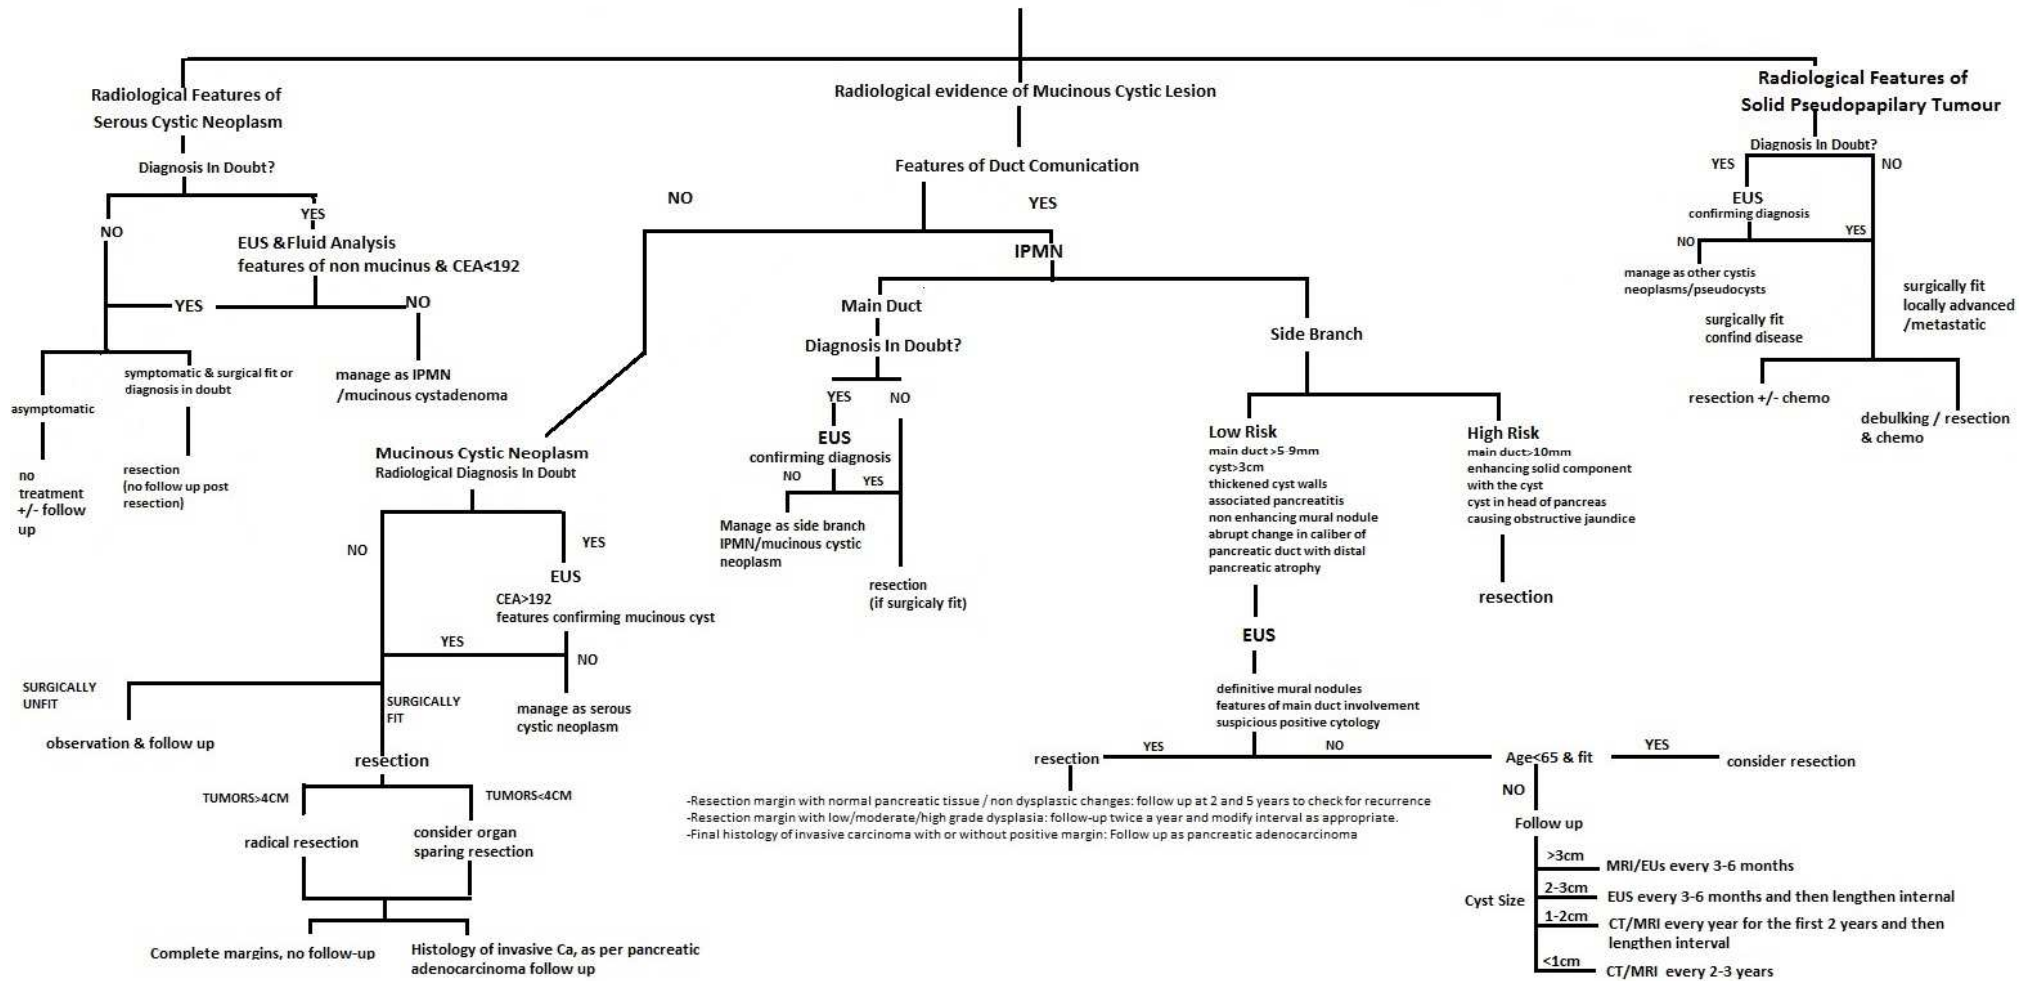 Radiological Features of
Serous Cystic Neoplasm
Diagnosis In Doubt?
NO
YES
EUS &Fluid Analysis
features of non mucinus & CEA<192
YES
NO
manage as IPMN
/mucinous cystadenoma
asymptomatic
no
treatment
+/- follow
up
symptomatic & surgical fit or
diagnosis in doubt
resection
(no follow up post
resection)
Radiological evidence of Mucinous Cystic Lesion
Features of Duct Comunication
NO
YES
Mucinous Cystic Neoplasm
Radiological Diagnosis In Doubt
NO
YES
EUS
CEA>192
features confirming mucinous cyst
YES
NO
manage as serous
cystic neoplasm
SURGICALLY
UNFIT
observation & follow up
SURGICALLY
FIT
resection
TUMORS>4CM
radical resection
TUMORS<4CM
consider organ
sparing resection
Complete margins, no follow-up
Histology of invasive Ca, as per pancreatic
adenocarcinoma follow up
IPMN
Main Duct
Diagnosis In Doubt?
YES
NO
EUS
confirming diagnosis
NO
YES
Manage as side branch
IPMN/mucinous cystic
neoplasm
resection
(if surgicaly fit)
Side Branch
Low Risk
main duct >5-9mm
cyst>3cm
thickened cyst walls
associated pancreatitis
non enhancing mural nodule
abrupt change in caliber of
pancreatic duct with distal
pancreatic atrophy
EUS
definitive mural nodules
features of main duct involvement
suspicious positive cytology
YES
NO
resection
-Resection margin with normal pancreatic tissue / non dysplastic changes: follow up at 2 and 5 years to check for recurrence
-Resection margin with low/moderate/high grade dysplasia: follow-up twice a year and modify interval as appropriate.
-Final histology of invasive carcinoma with or without positive margin: Follow up as pancreatic adenocarcinoma
Age<65 & fit
YES
consider resection
NO
Follow up
Cyst Size
>3cm
MRI/EUs every 3-6 months
2-3cm
EUS every 3-6 months and then lengthen internal
1-2cm
CT/MRI every year for the first 2 years and then
lengthen interval
<1cm
CT/MRI every 2-3 years
High Risk
main duct>10mm
enhancing solid component
with the cyst
cyst in head of pancreas
causing obstructive jaundice
resection
Radiological Features of
Solid Pseudopapilary Tumour
Diagnosis In Doubt?
YES
NO
EUS
confirming diagnosis
NO
YES
manage as other cystis
neoplasms/pseudocysts
surgically fit
confind disease
resection +/- chemo
surgically fit
locally advanced
/metastatic
debulking / resection
& chemo